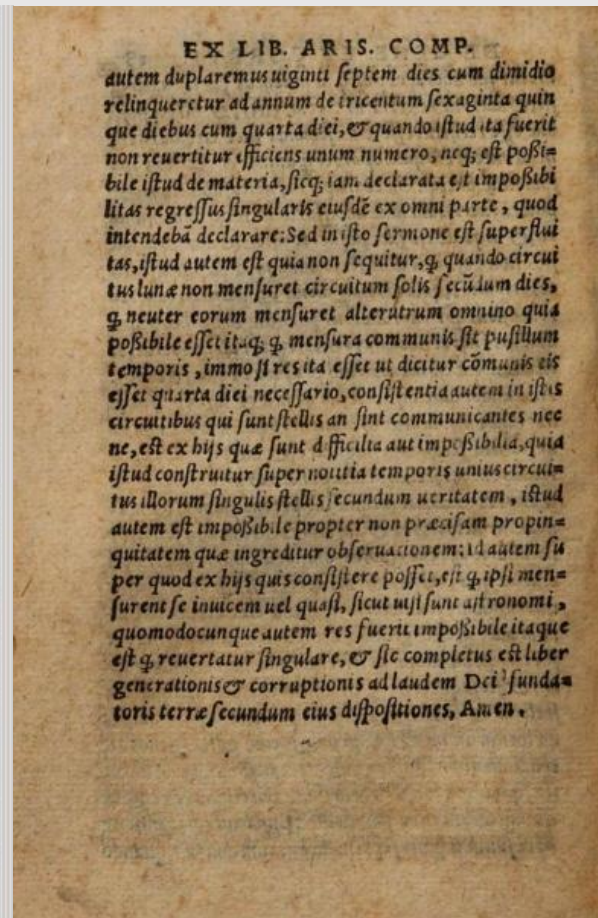 EX LIB. ARIS. COMP.
autem duplaremus uiginti septem dies cum dimidio
relinqueretur ad annum de tricentum sexaginta quin
que diebus cum quarta diei, & quando istud ita fuerit
non reuertitur efficiens unum numero, neq; est poßi=
bile istud de materia, sicq; iam declarata est impoßibi
litas regressus singularis eiusdē ex omni parte, quod
intendebā declarare: Sed in isto sermone est superflui
tas, istud autem est quia non sequitur, q, quando circui
tus lunæ non mensuret circuitum solis secūdum dies,
q, neuter eorum mensuret alterutrum omnino quia
poßibile esset itaq; q, mensura communis sit pusillum
temporis, immo si res ita esset ut dicitur cōmunis eis
esset quarta diei necessario, consistentia autem in istis
circuitibus qui sunt stellis an sint communicantes nec
ne, est ex hijs quæ sunt difficilia aut impoßibilia, quia
istud construitur super notitia temporis unius circui=
tus illorum singulis stellis secundum ueritatem, istud
autem est impoßibile propter non præcisam propin=
quitatem quæ ingreditur obseruationem: id autem su
per quod ex hijs quis consistere posset, est q, ipsi men=
surent se inuicem uel quasi, sicut uisi sunt astronomi,
quomodocunque autem res fuerit impoßibile itaque
est q, reuertatur singulare, & sic completus est liber
generationis & corruptionis ad laudem Dei funda=
toris terræ secundum eius dispositiones, Amen.